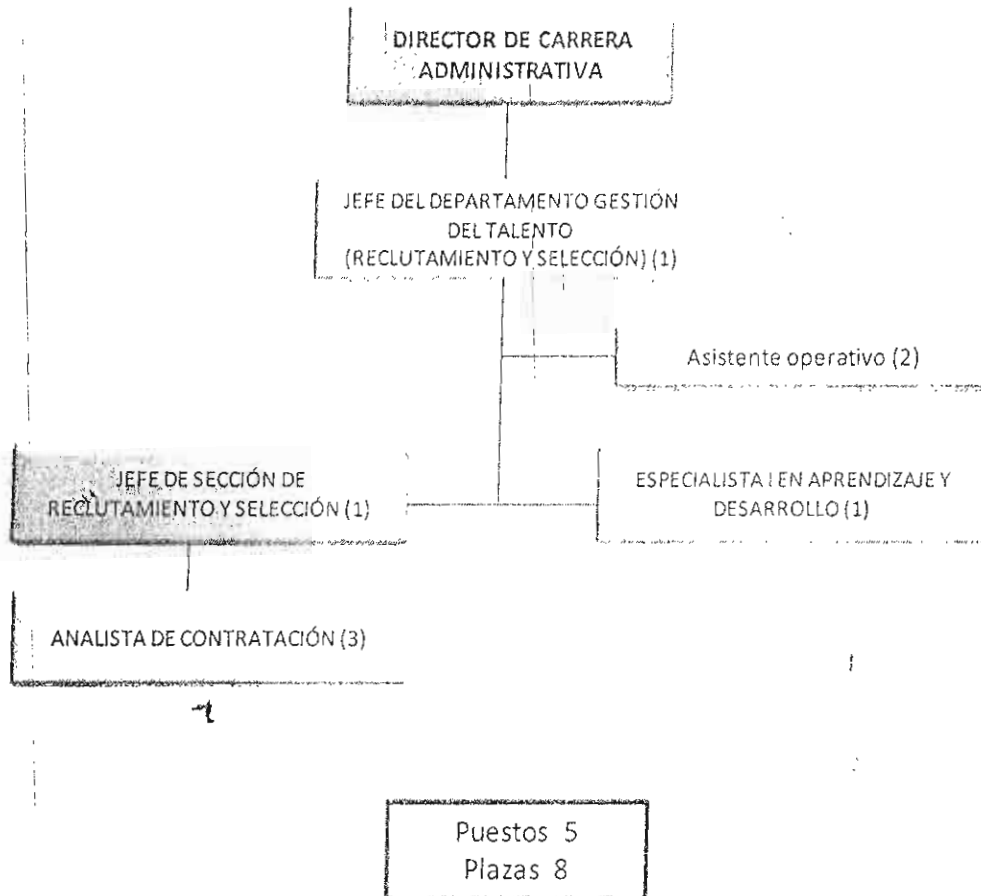 DIRECTOR DE CARRERA
ADMINISTRATIVA
JEFE DEL DEPARTAMENTO GESTIÓN
DEL TALENTO
(RECLUTAMIENTO Y SELECCIÓN) (1)
Asistente operativo (2)
JEFE DE SECCIÓN DE
RECLUTAMIENTO Y SELECCIÓN (1)
ESPECIALISTA I EN APRENDIZAJE Y
DESARROLLO (1)
ANALISTA DE CONTRATACIÓN (3)
Puestos 5
Plazas 8